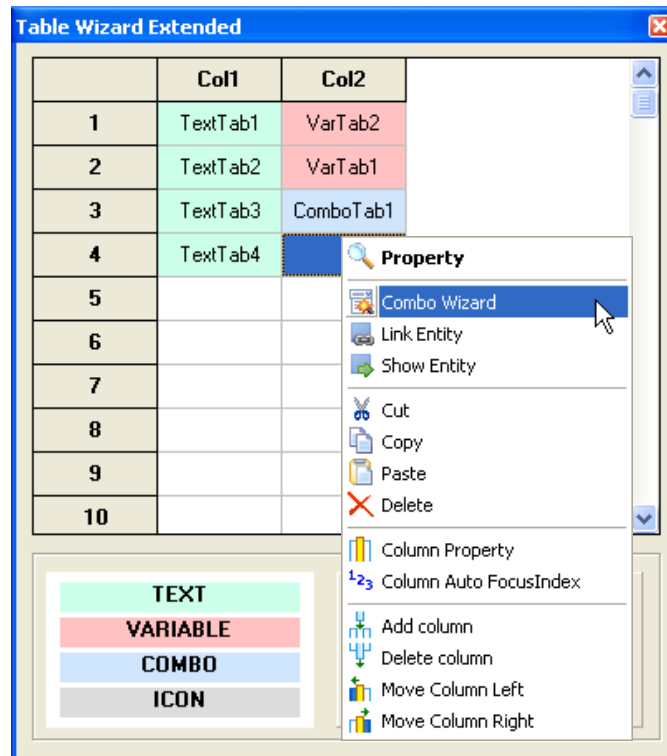 Table Wizard Extended
Col1 Col2
1 TextTab1 VarTab2
2 TextTab2 VarTab1
3 TextTab3 ComboTab1
4 TextTab4
5
6
7
8
9
10
Property
Combo Wizard
Link Entity
Show Entity
Cut
Copy
Paste
Delete
Column Property
123 Column Auto FocusIndex
Add column
Delete column
Move Column Left
Move Column Right
TEXT
VARIABLE
COMBO
ICON